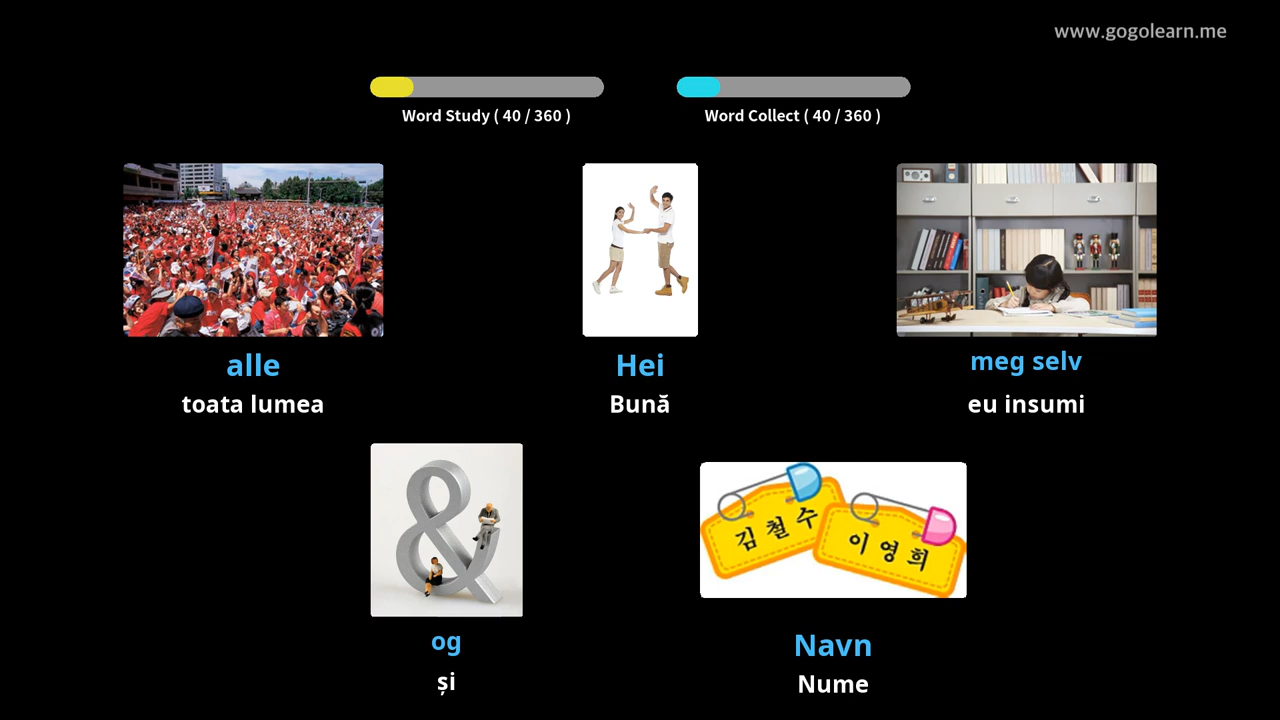 www.gogolearn.me
Word Study ( 40 / 360 )
Word Collect ( 40 / 360 )
alle
toata lumea
Hei
Bună
meg selv
eu insumi
&
og
și
김철수
이영희
Navn
Nume